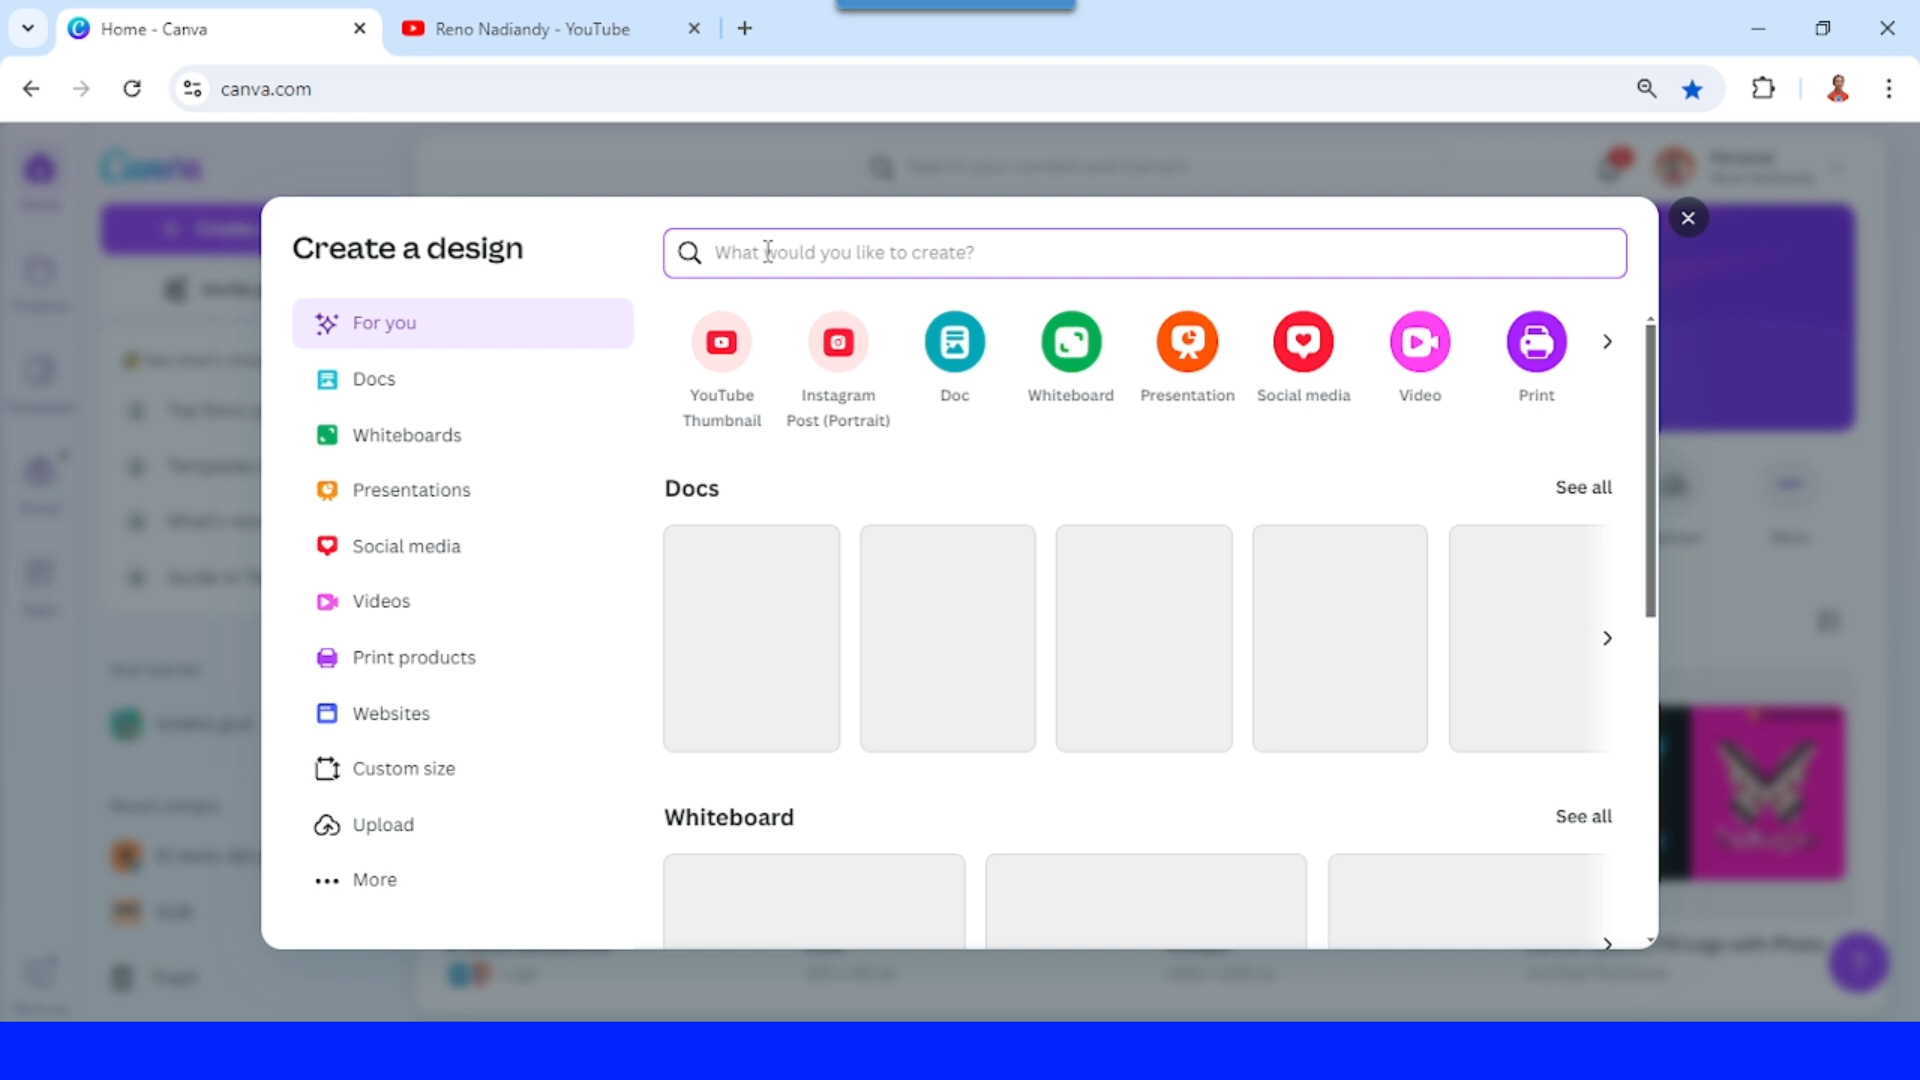 Home - Canva
Reno Nadiandy - YouTube
canva.com
Canva
Create a design
What would you like to create?
For you
Docs
Whiteboards
Presentations
Social media
Videos
Print products
Websites
Custom size
Upload
More
YouTube
Thumbnail
Instagram
Post (Portrait)
Doc
Whiteboard
Presentation
Social media
Video
Print
Docs
See all
Whiteboard
See all